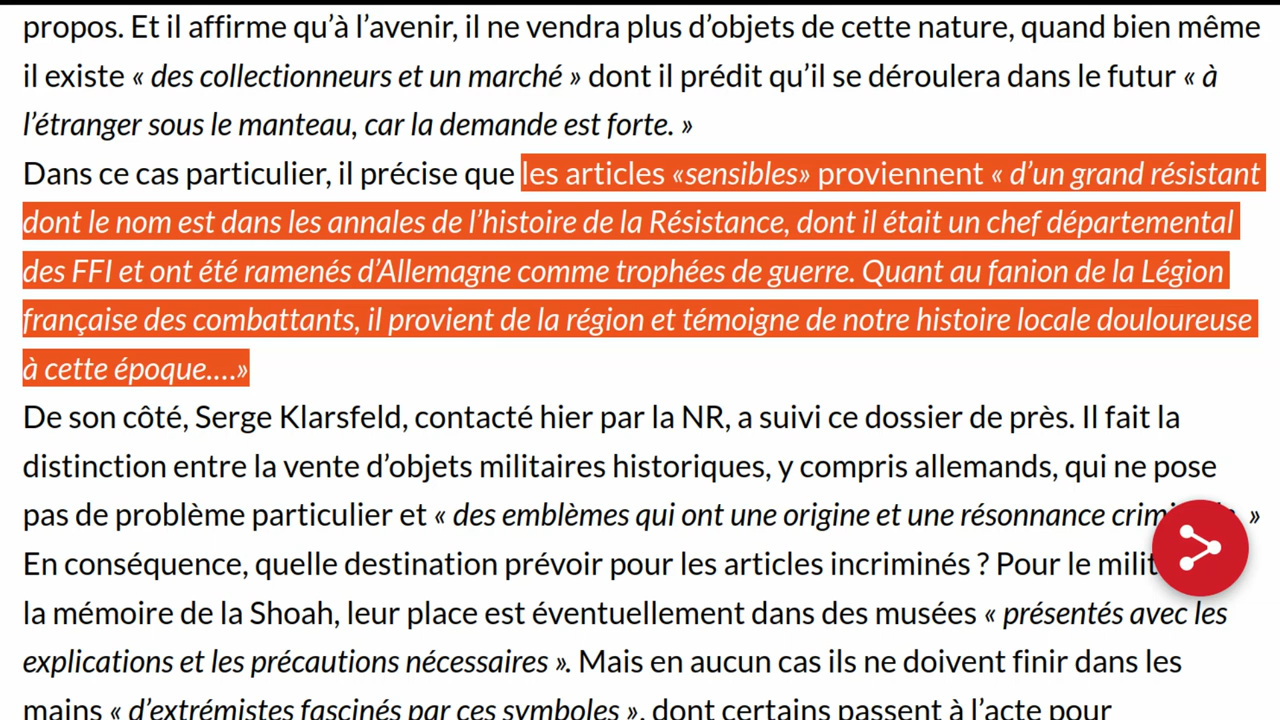 propos. Et il affirme qu’à l’avenir, il ne vendra plus d’objets de cette nature, quand bien même
il existe « des collectionneurs et un marché » dont il prédit qu’il se déroulera dans le futur « à
l’étranger sous le manteau, car la demande est forte. »
Dans ce cas particulier, il précise que les articles «sensibles» proviennent « d’un grand résistant
dont le nom est dans les annales de l’histoire de la Résistance, dont il était un chef départemental
des FFI et ont été ramenés d’Allemagne comme trophées de guerre. Quant au fanion de la Légion
française des combattants, il provient de la région et témoigne de notre histoire locale douloureuse
à cette époque....»
De son côté, Serge Klarsfeld, contacté hier par la NR, a suivi ce dossier de près. Il fait la
distinction entre la vente d’objets militaires historiques, y compris allemands, qui ne pose
pas de problème particulier et « des emblèmes qui ont une origine et une résonnance »
En conséquence, quelle destination prévoir pour les articles incriminés ? Pour le
la mémoire de la Shoah, leur place est éventuellement dans des musées « présentés avec les
explications et les précautions nécessaires ». Mais en aucun cas ils ne doivent finir dans les
mains « d’extrémistes fascinés par ces symboles », dont certains passent à l’acte pour